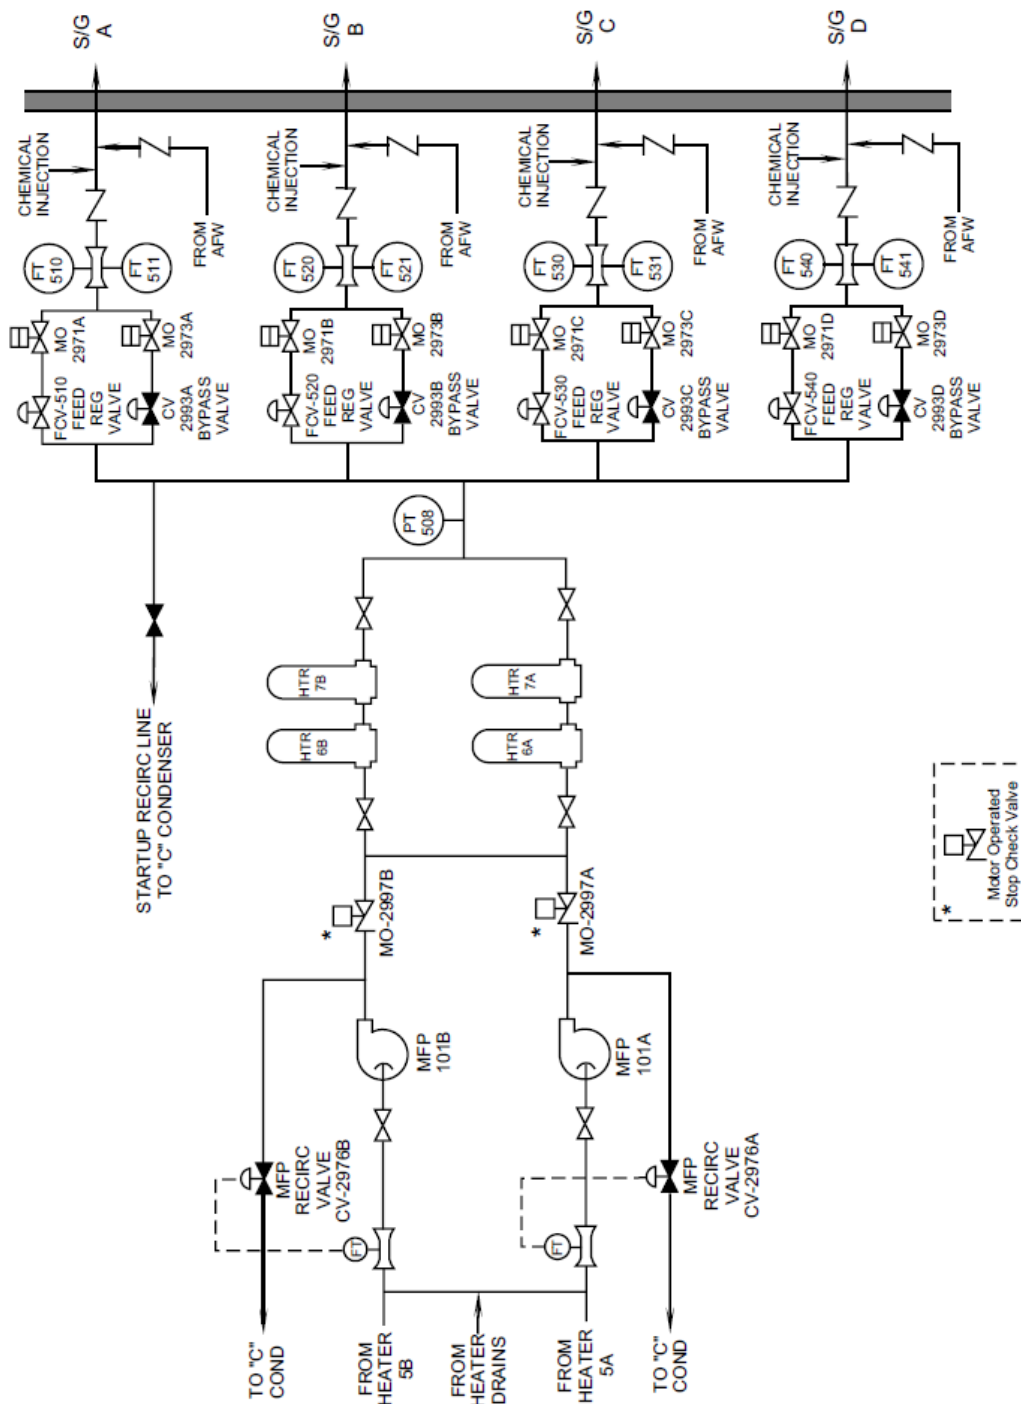 S/G
A
S/G
B
S/G
C
S/G
D
CHEMICAL
INJECTION
CHEMICAL
INJECTION
CHEMICAL
INJECTION
CHEMICAL
INJECTION
FROM
AFW
FROM
AFW
FROM
AFW
FROM
AFW
FT
510
FT
511
FT
520
FT
521
FT
530
FT
531
FT
540
FT
541
MO
2971A
MO
2973A
MO
2971B
MO
2973B
MO
2971C
MO
2973C
MO
2971D
MO
2973D
FCV-510
FEED
REG
VALVE
CV
2993A
BYPASS
VALVE
FCV-520
FEED
REG
VALVE
CV
2993B
BYPASS
VALVE
FCV-530
FEED
REG
VALVE
CV
2993C
BYPASS
VALVE
FCV-540
FEED
REG
VALVE
CV
2993D
BYPASS
VALVE
PT
508
STARTUP RECIRC LINE
TO "C" CONDENSER
HTR
7B
HTR
6B
HTR
7A
HTR
6A
*
MO-2997B
*
MO-2997A
MFP
101B
MFP
101A
MFP
RECIRC
VALVE
CV-2976B
MFP
RECIRC
VALVE
CV-2976A
FT
FT
TO "C"
COND
FROM
HEATER
5B
FROM
HEATER
DRAINS
FROM
HEATER
5A
TO "C"
COND
*
Motor Operated
Stop Check Valve